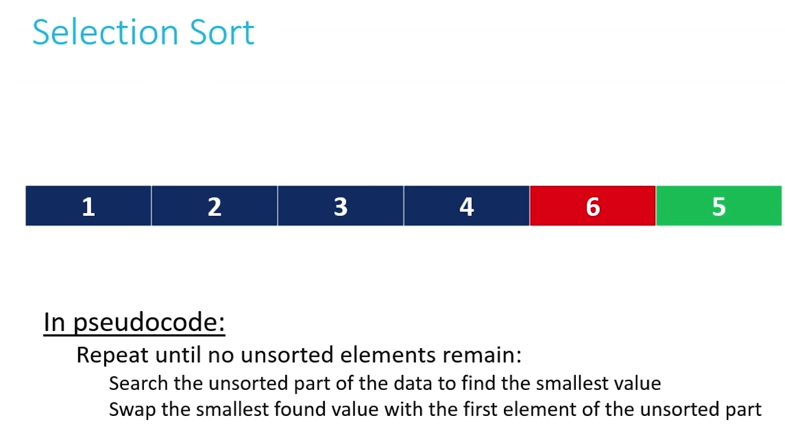 Selection Sort
1 2 3 4 6 5
In pseudocode:
Repeat until no unsorted elements remain:
Search the unsorted part of the data to find the smallest value
Swap the smallest found value with the first element of the unsorted part